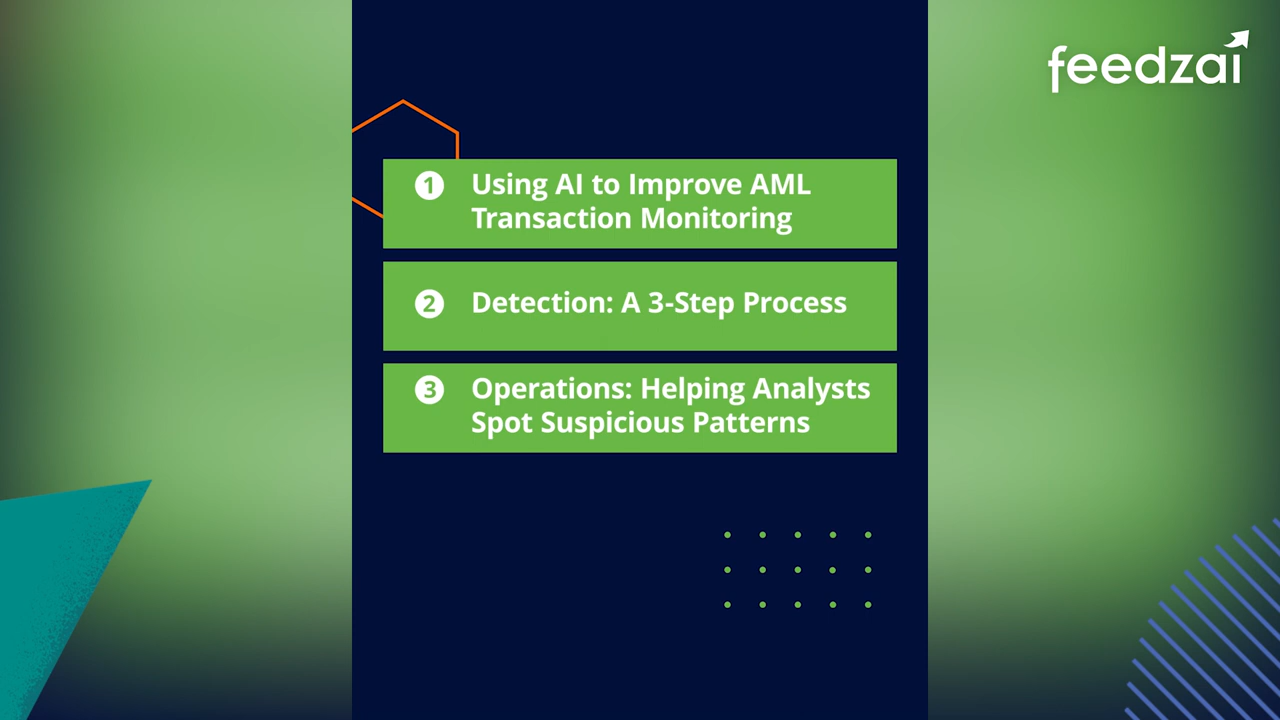 feedzai
1 Using AI to Improve AML
Transaction Monitoring
2 Detection: A 3-Step Process
3 Operations: Helping Analysts
Spot Suspicious Patterns